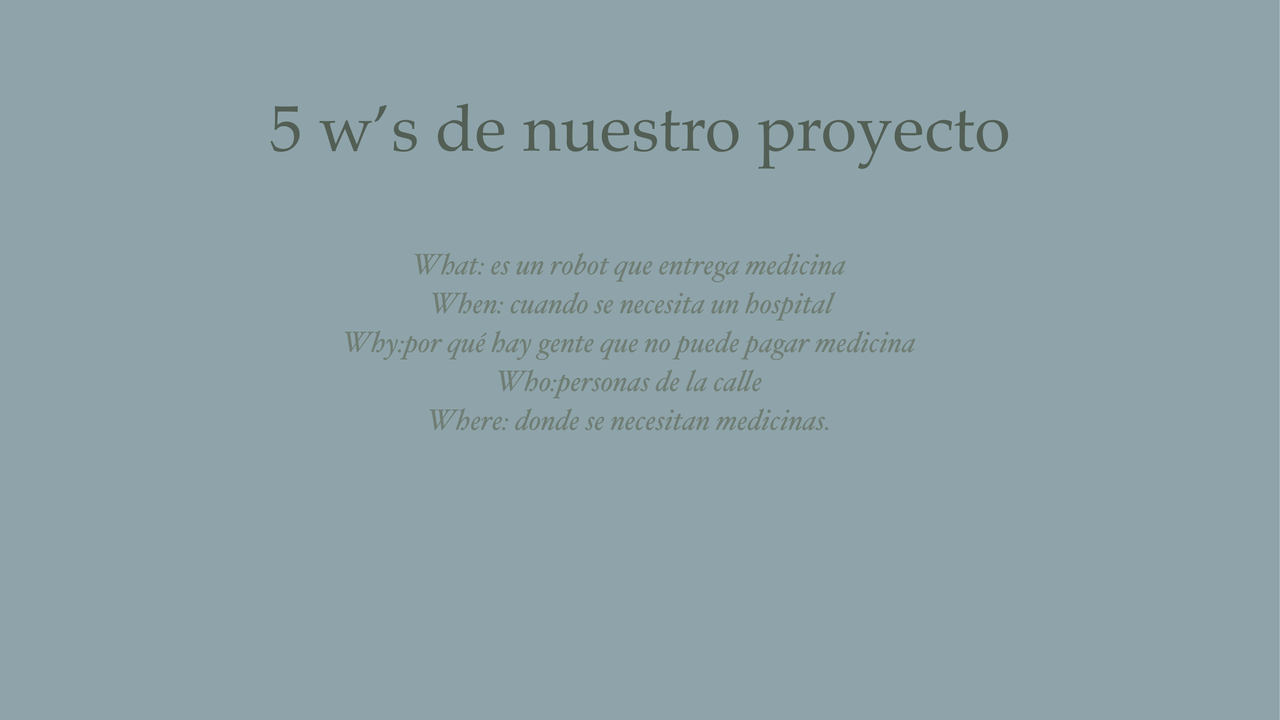 5 w’s de nuestro proyecto
What: es un robot que entrega medicina
When: cuando se necesita un hospital
Why:por qué hay gente que no puede pagar medicina
Who:personas de la calle
Where: donde se necesitan medicinas.